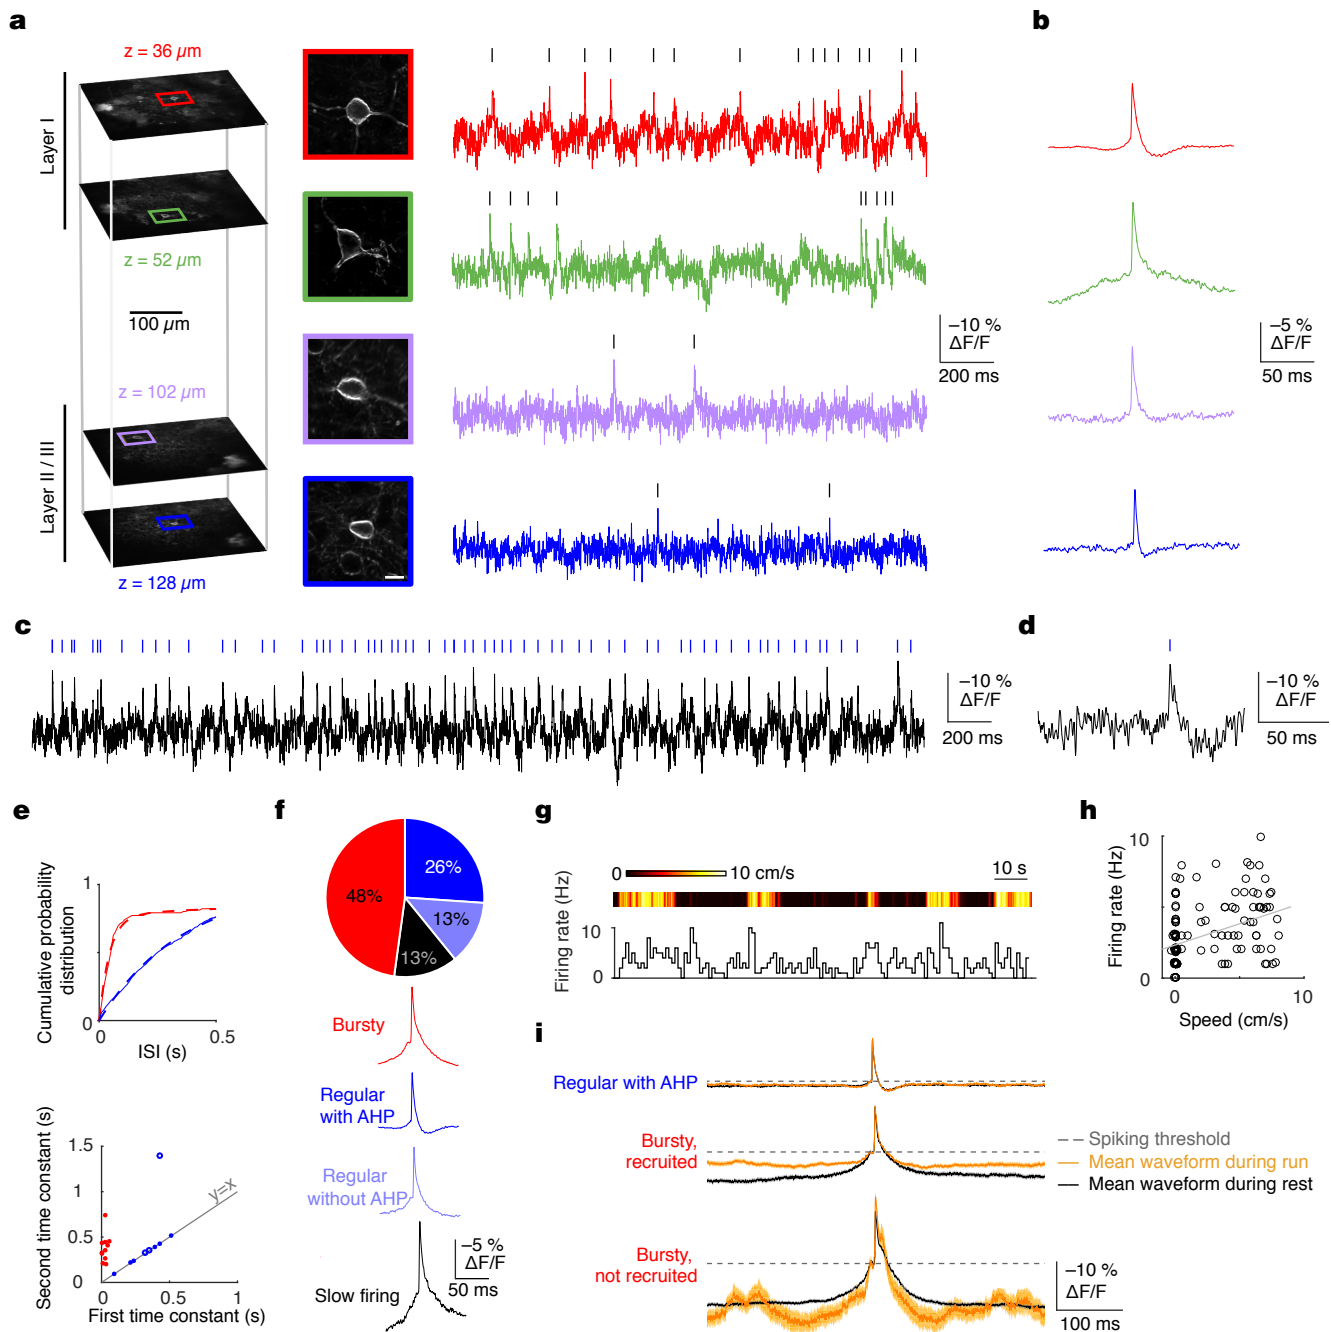 a
b
z = 36 µm
Layer I
z = 52 µm
100 µm
–10 %
ΔF/F
200 ms
–5 %
ΔF/F
50 ms
z = 102 µm
Layer II / III
z = 128 µm
c
d
–10 %
ΔF/F
200 ms
–10 %
ΔF/F
50 ms
e
f
g
h
Cumulative probability
distribution
1
0
0
0.5
ISI (s)
Second time constant (s)
1.5
1
0.5
0
0
0.5
1
First time constant (s)
y=x
48%
26%
13%
13%
Bursty
Regular
with AHP
Regular
without AHP
Slow firing
–5 %
ΔF/F
50 ms
0
10 cm/s
10 s
Firing rate (Hz)
10
0
Firing rate (Hz)
10
0
0
10
Speed (cm/s)
i
Regular with AHP
Bursty,
recruited
Bursty,
not recruited
Spiking threshold
Mean waveform during run
Mean waveform during rest
–10 %
ΔF/F
100 ms